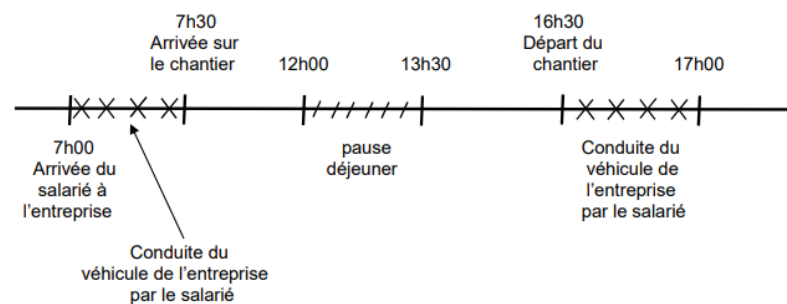 7h30
Arrivée sur
le chantier
12h00
13h30
16h30
Départ du
chantier
17h00
7h00
Arrivée du
salarié à
l'entreprise
pause
déjeuner
Conduite du
véhicule de
l'entreprise
par le salarié
Conduite du
véhicule de l'entreprise
par le salarié